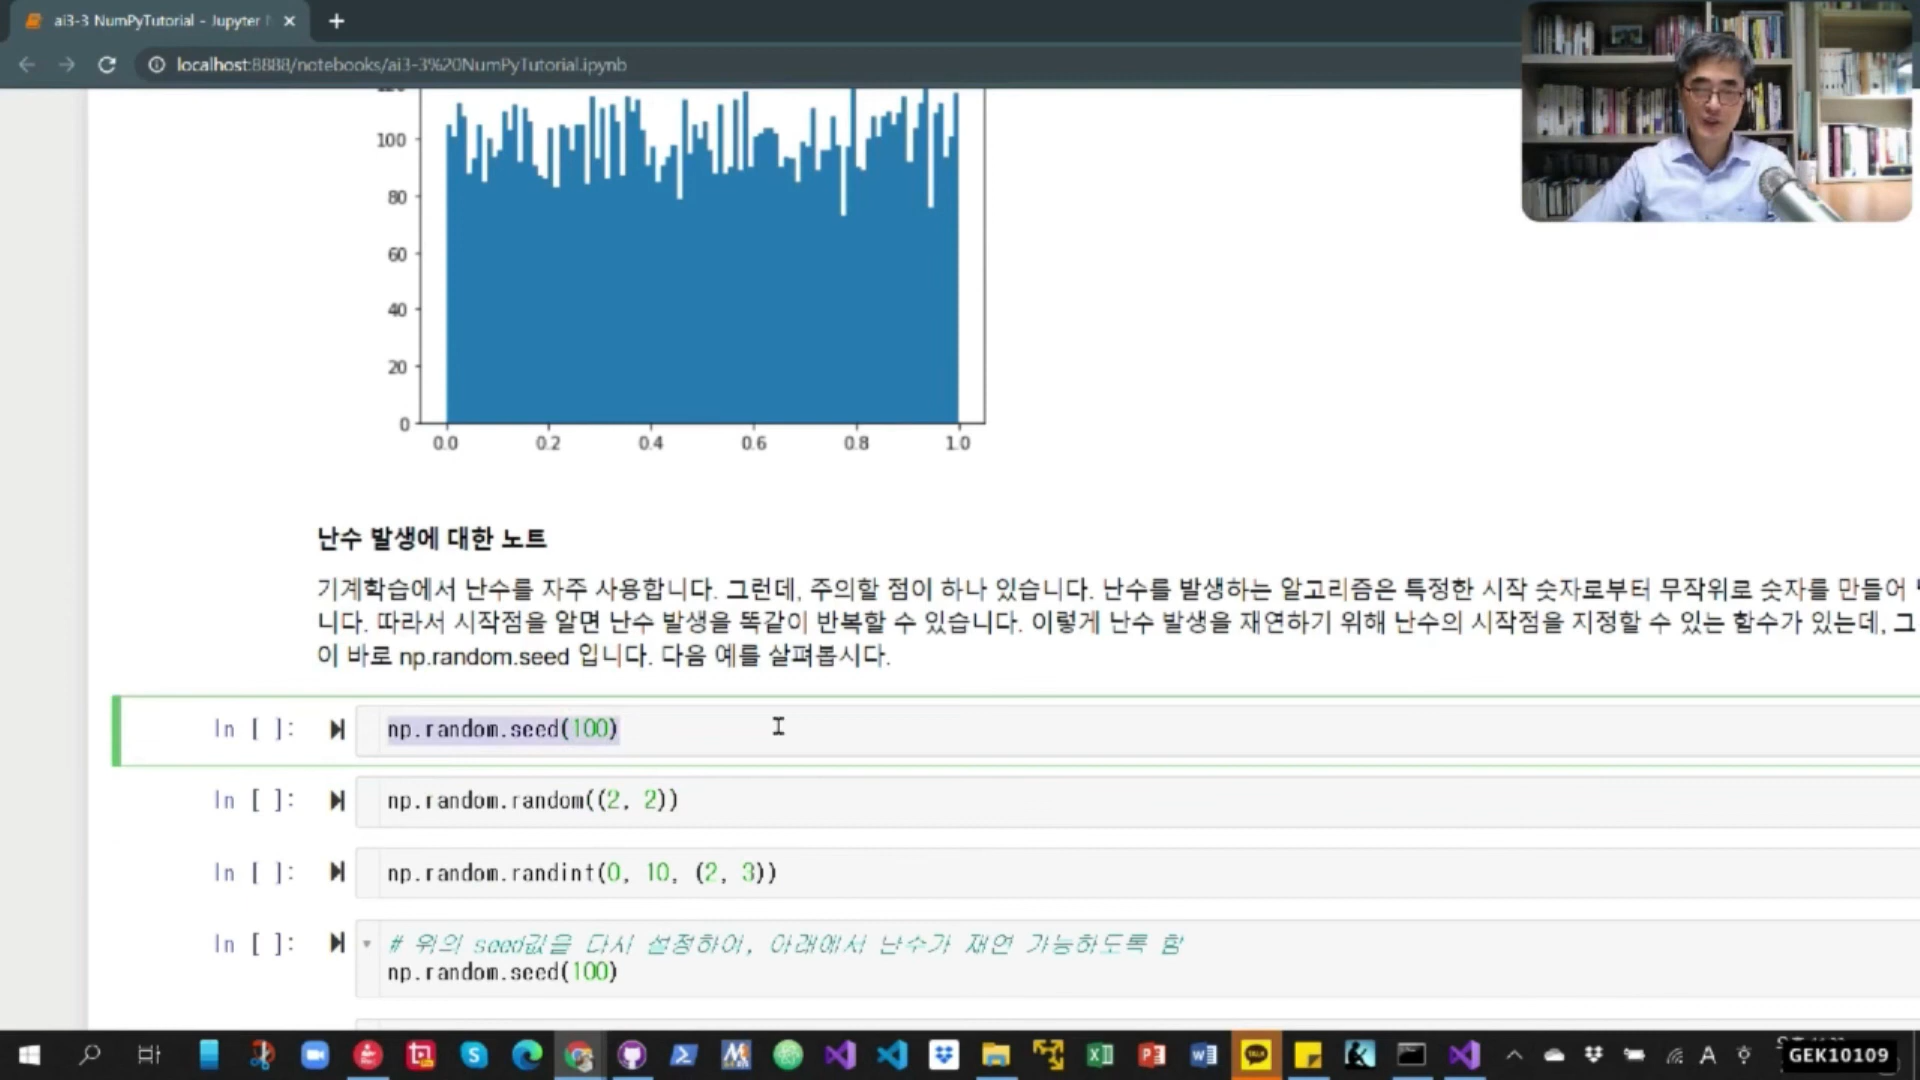 ai3-3 NumPyTutorial - Jupyter
localhost:8888/notebooks/ai3-3%20NumPyTutorial.ipynb
120
100
80
60
40
20
0
0.0 0.2 0.4 0.6 0.8 1.0
난수 발생에 대한 노트
기계학습에서 난수를 자주 사용합니다. 그런데, 주의할 점이 하나 있습니다. 난수를 발생하는 알고리즘은 특정한 시작 숫자로부터 무작위로 숫자를 만들어
니다. 따라서 시작점을 알면 난수 발생을 똑같이 반복할 수 있습니다. 이렇게 난수 발생을 재연하기 위해 난수의 시작점을 지정할 수 있는 함수가 있는데, 그
이 바로 np.random.seed 입니다. 다음 예를 살펴봅시다.
In [ ]: np.random.seed(100)
In [ ]: np.random.random((2, 2))
In [ ]: np.random.randint(0, 10, (2, 3))
In [ ]: # 위의 seed값을 다시 설정하여, 아래에서 난수가 재연 가능하도록 함
np.random.seed(100)
GEK10109